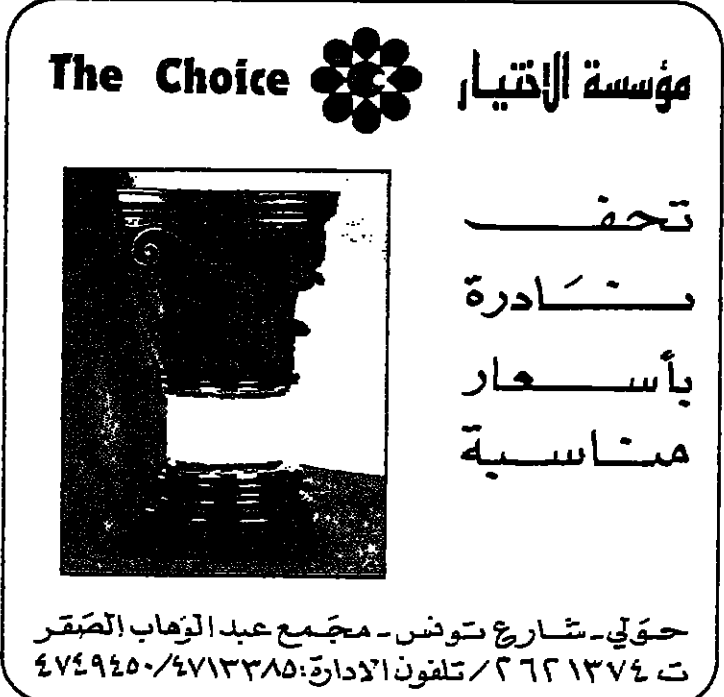 The Choice مؤسسة الاختيار
تحف
نادرة
بأسعار
مناسبة
حولي - شارع تونس - مجمع عبد الوهاب الصقر
ت ٢٦٢١٣٧٤ / تلفون الادارة: ٤٧١٣٣٨٥/٤٧٤٩٤٥٠